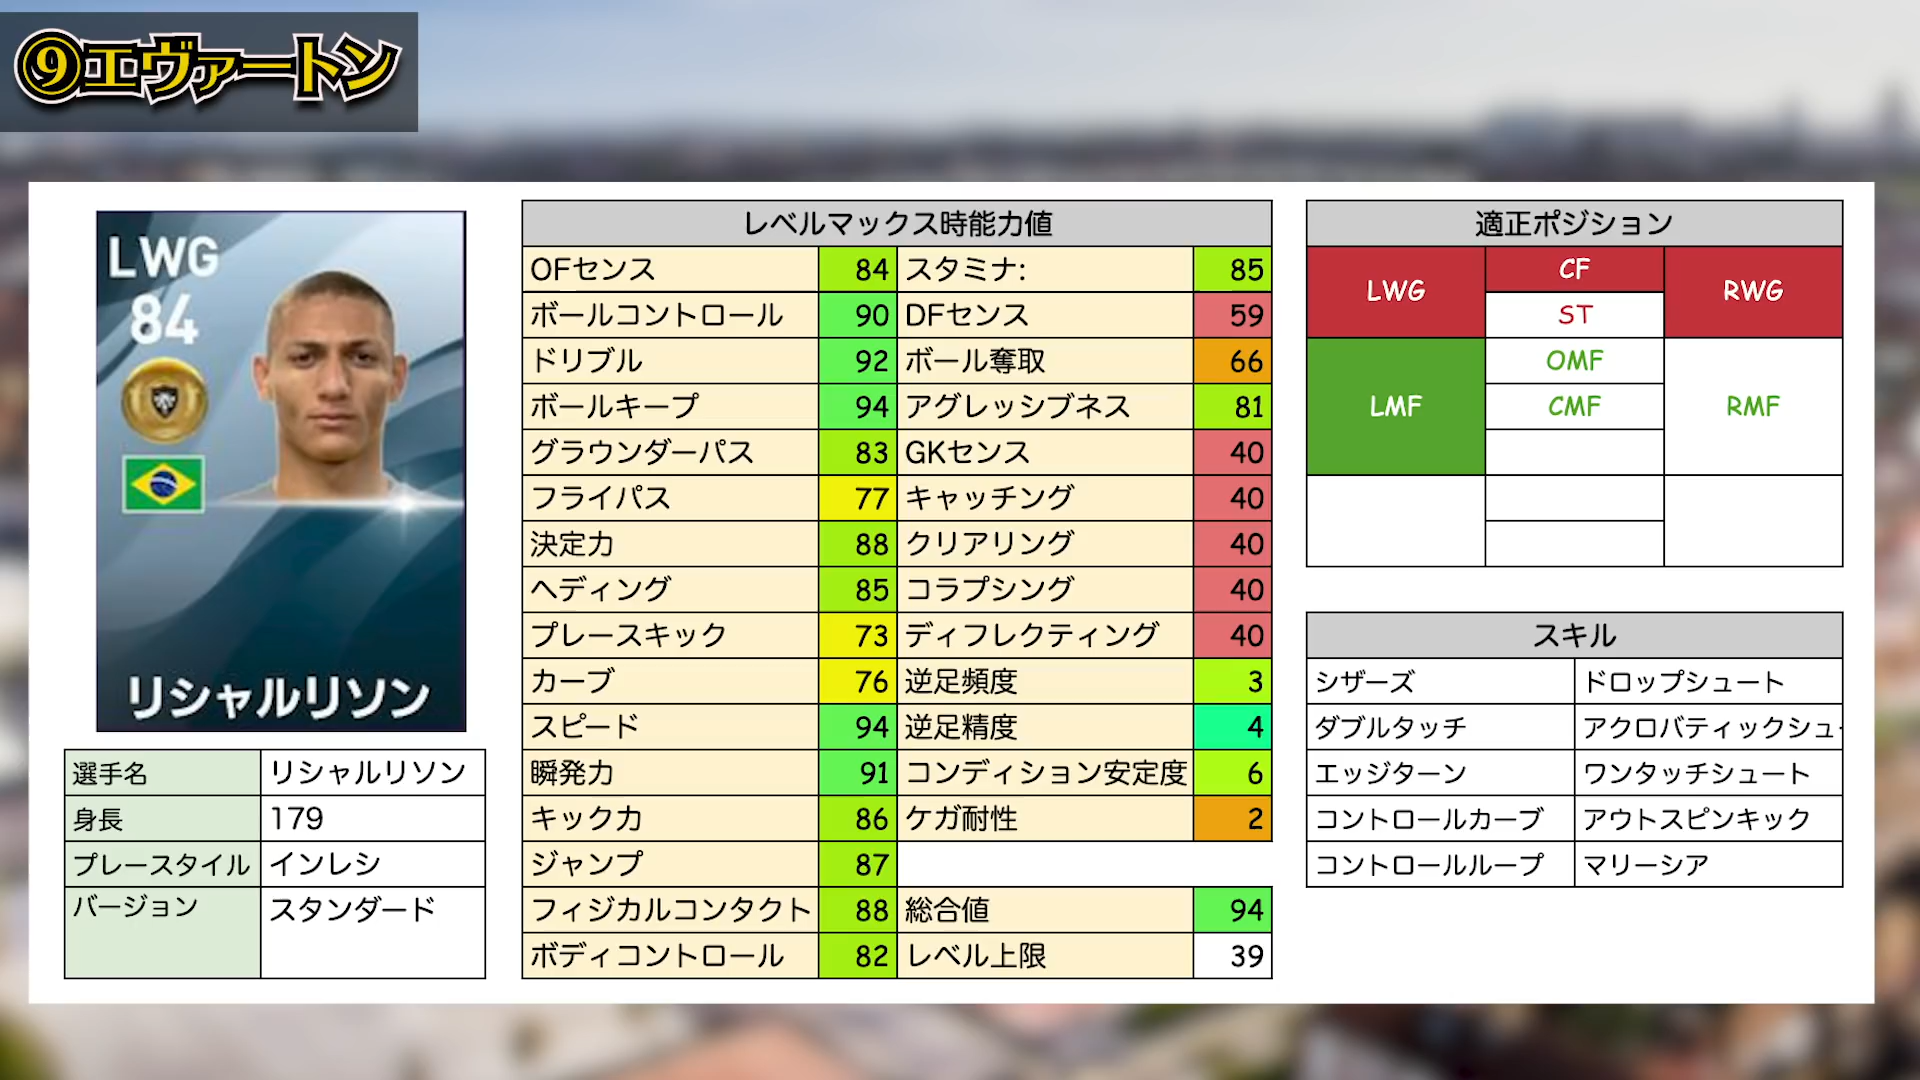 ⑨エヴァートン
LWG
84
リシャルリソン
選手名 リシャルリソン
身長 179
プレースタイル インレシ
バージョン スタンダード
レベルマックス時能力値
OFセンス 84 スタミナ: 85
ボールコントロール 90 DFセンス 59
ドリブル 92 ボール奪取 66
ボールキープ 94 アグレッシブネス 81
グラウンダーパス 83 GKセンス 40
フライパス 77 キャッチング 40
決定力 88 クリアリング 40
ヘディング 85 コラプシング 40
プレースキック 73 ディフレクティング 40
カーブ 76 逆足頻度 3
スピード 94 逆足精度 4
瞬発力 91 コンディション安定度 6
キック力 86 ケガ耐性 2
ジャンプ 87
フィジカルコンタクト 88 総合値 94
ボディコントロール 82 レベル上限 39
適正ポジション
LWG CF RWG
ST
OMF
LMF CMF RMF
スキル
シザーズ ドロップシュート
ダブルタッチ アクロバティックシュ
エッジターン ワンタッチシュート
コントロールカーブ アウトスピンキック
コントロールループ マリーシア